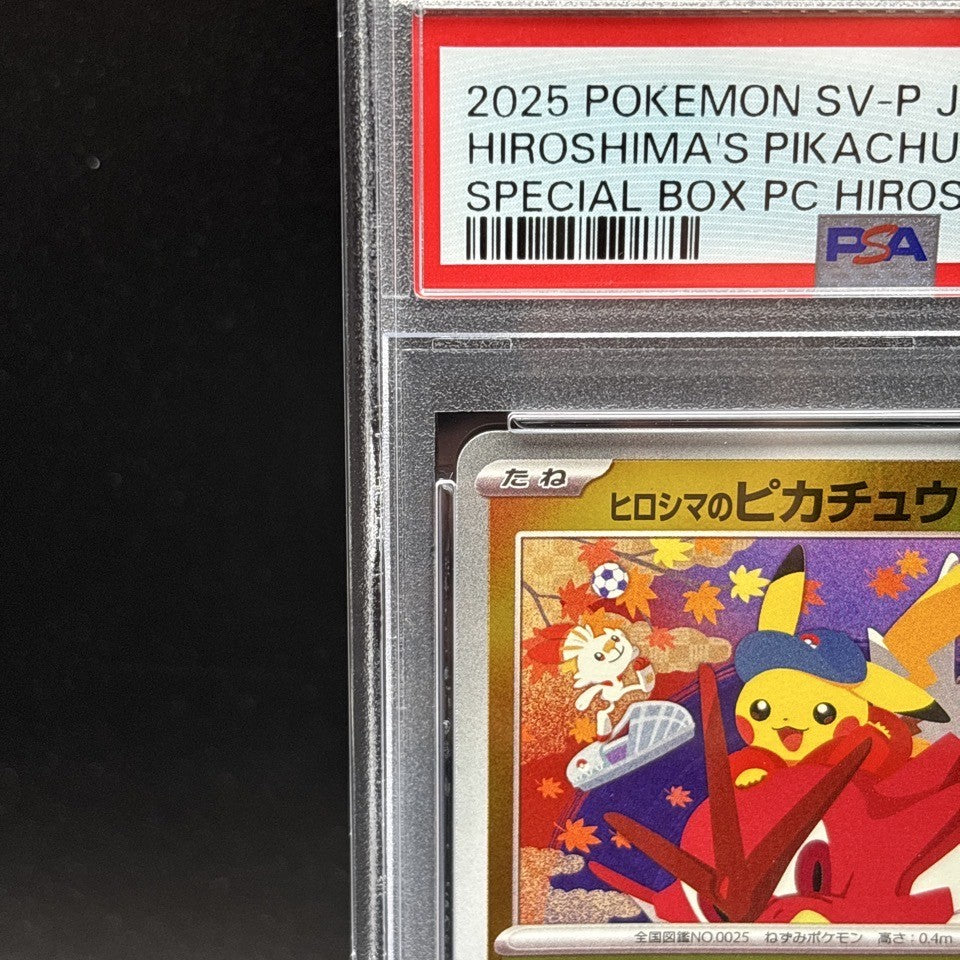 2025 POKEMON SV-P J
HIROSHIMA'S PIKACHU
SPECIAL BOX PC HIROS
PSA
たね
ヒロシマのピカチュウ
全国図鑑NO.0025 ねずみポケモン 高さ:0.4m